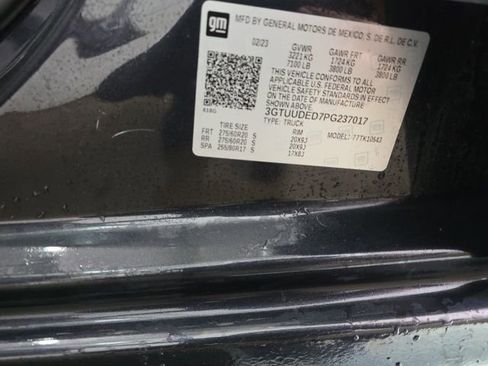 gm
MFD BY GENERAL MOTORS DE MEXICO, S. DE R.L. DE C.V.
02/23 GVWR GAWR FRT GAWR RR
3221 KG 1724 KG 1724 KG
7100 LB 3800 LB 3800 LB
THIS VEHICLE CONFORMS TO ALL APPLICABLE FEDERAL MOTOR
VEHICLE SAFETY STANDARDS IN EFFECT ON THE DATE
OF MANUFACTURE
3GTUUDED7PG237017
TYPE: TRUCK MODEL: 77TK10543
TIRE SIZE RIM
FRT 275/60R20 S 20X9J
RR 275/60R20 S 20X9J
SPA 255/80R17 S 17X8J